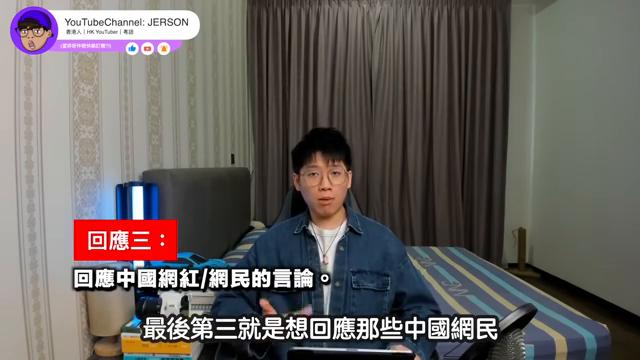 YouTubeChannel: JERSON
香港人｜HK YouTuber｜粵語
回應三：
回應中國網紅/網民的言論。
最後第三就是想回應那些中國網民